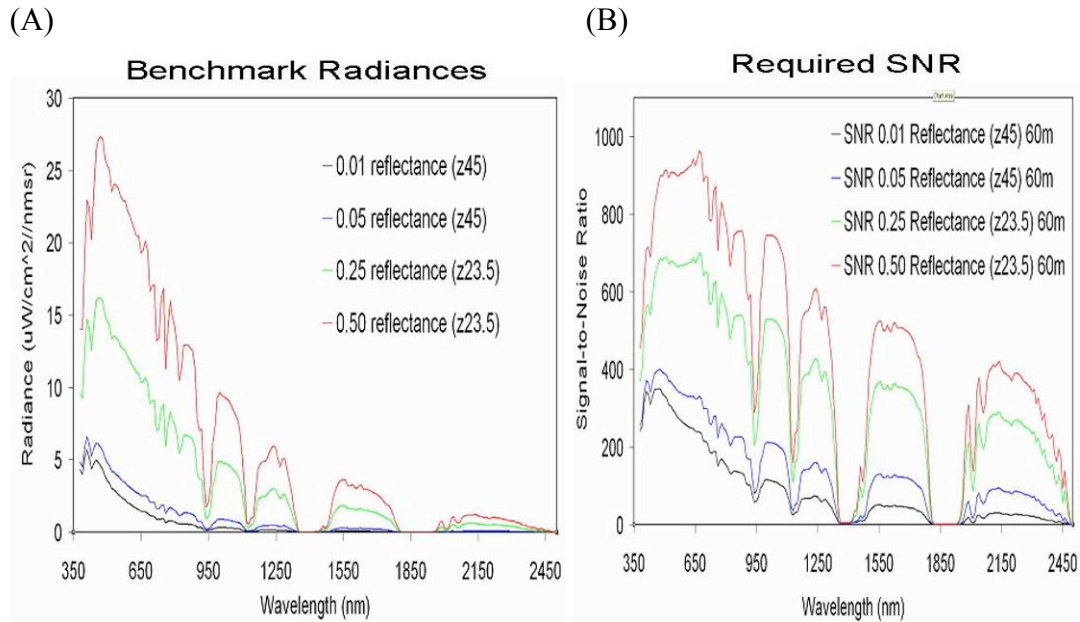 (A)
Benchmark Radiances
Radiance (uW/cm^2//nmsr)
30
25
20
15
10
5
0
0.01 reflectance (z45)
0.05 reflectance (z45)
0.25 reflectance (z23.5)
0.50 reflectance (z23.5)
350 650 950 1250 1550 1850 2150 2450
Wavelength (nm)
(B)
Required SNR
Signal-to-Noise Ratio
1000
800
600
400
200
0
SNR 0.01 Reflectance (z45) 60m
SNR 0.05 Reflectance (z45) 60m
SNR 0.25 Reflectance (z23.5) 60m
SNR 0.50 Reflectance (z23.5) 60m
350 650 950 1250 1550 1850 2150 2450
Wavelength (nm)